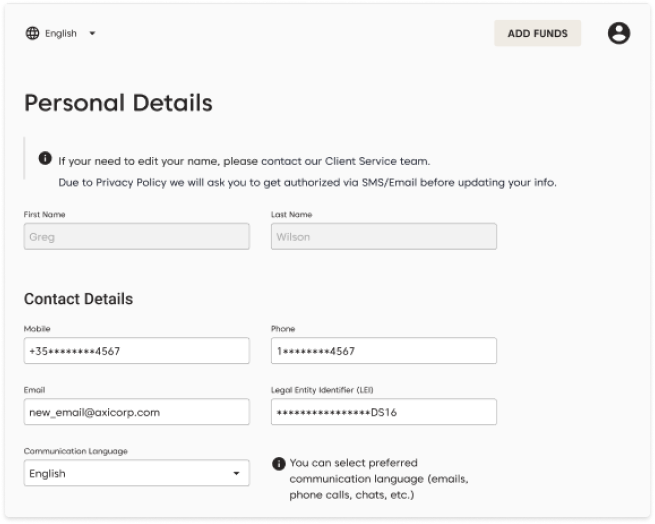 English
ADD FUNDS
Personal Details
If your need to edit your name, please contact our Client Service team.
Due to Privacy Policy we will ask you to get authorized via SMS/Email before updating your info.
First Name
Last Name
Greg
Wilson
Contact Details
Mobile
Phone
+35********4567
1********4567
Email
Legal Entity Identifier (LEI)
new_email@axicorp.com
****************DS16
Communication Language
English
You can select preferred
communication language (emails,
phone calls, chats, etc.)